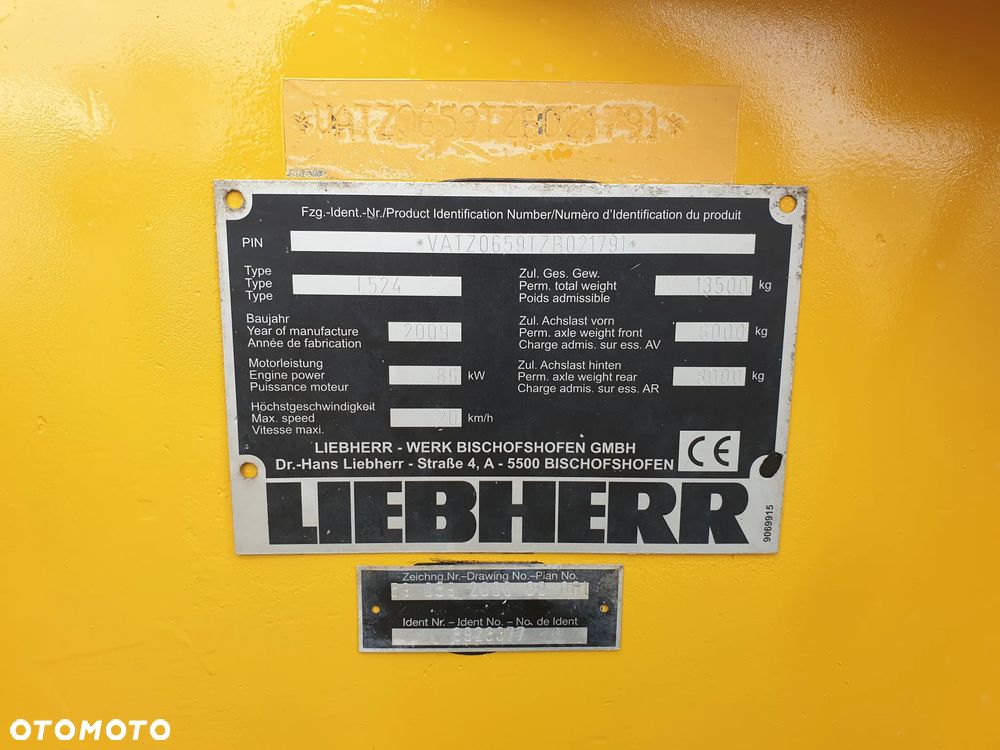 *VATZ0659TZB021791*
Fzg.-Ident.-Nr./Product Identification Number/Numèro d'Identification du produit
PIN *VATZ0659TZB021791*
Type
Type L524
Type
Zul. Ges. Gew.
Perm. total weight 13500 kg
Poids admissible
Baujahr
Year of manufacture 2009
Année de fabrication
Zul. Achslast vorn
Perm. axle weight front 8000 kg
Charge admis. sur ess. AV
Motorleistung
Engine power 86 kW
Puissance moteur
Zul. Achslast hinten
Perm. axle weight rear 8000 kg
Charge admis. sur ess. AR
Höchstgeschwindigkeit
Max. speed 20 km/h
Vitesse maxi.
LIEBHERR - WERK BISCHOFSHOFEN GMBH
Dr.-Hans Liebherr - Straße 4, A - 5500 BISCHOFSHOFEN
CE
LIEBHERR
9069915
Zeichng.Nr.–Drawing No.–Plan No.
Ident Nr. – Ident No. – No. de Ident
OTOMOTO